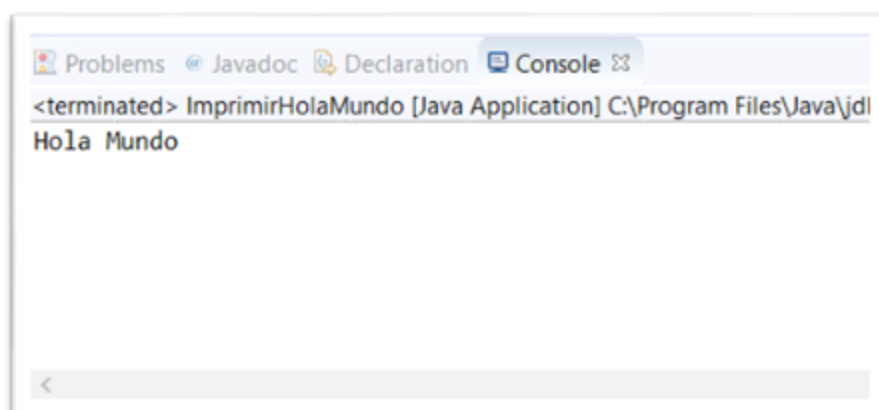 Problems Javadoc Declaration Console
<terminated> ImprimirHolaMundo [Java Application] C:\Program Files\Java\jd
Hola Mundo